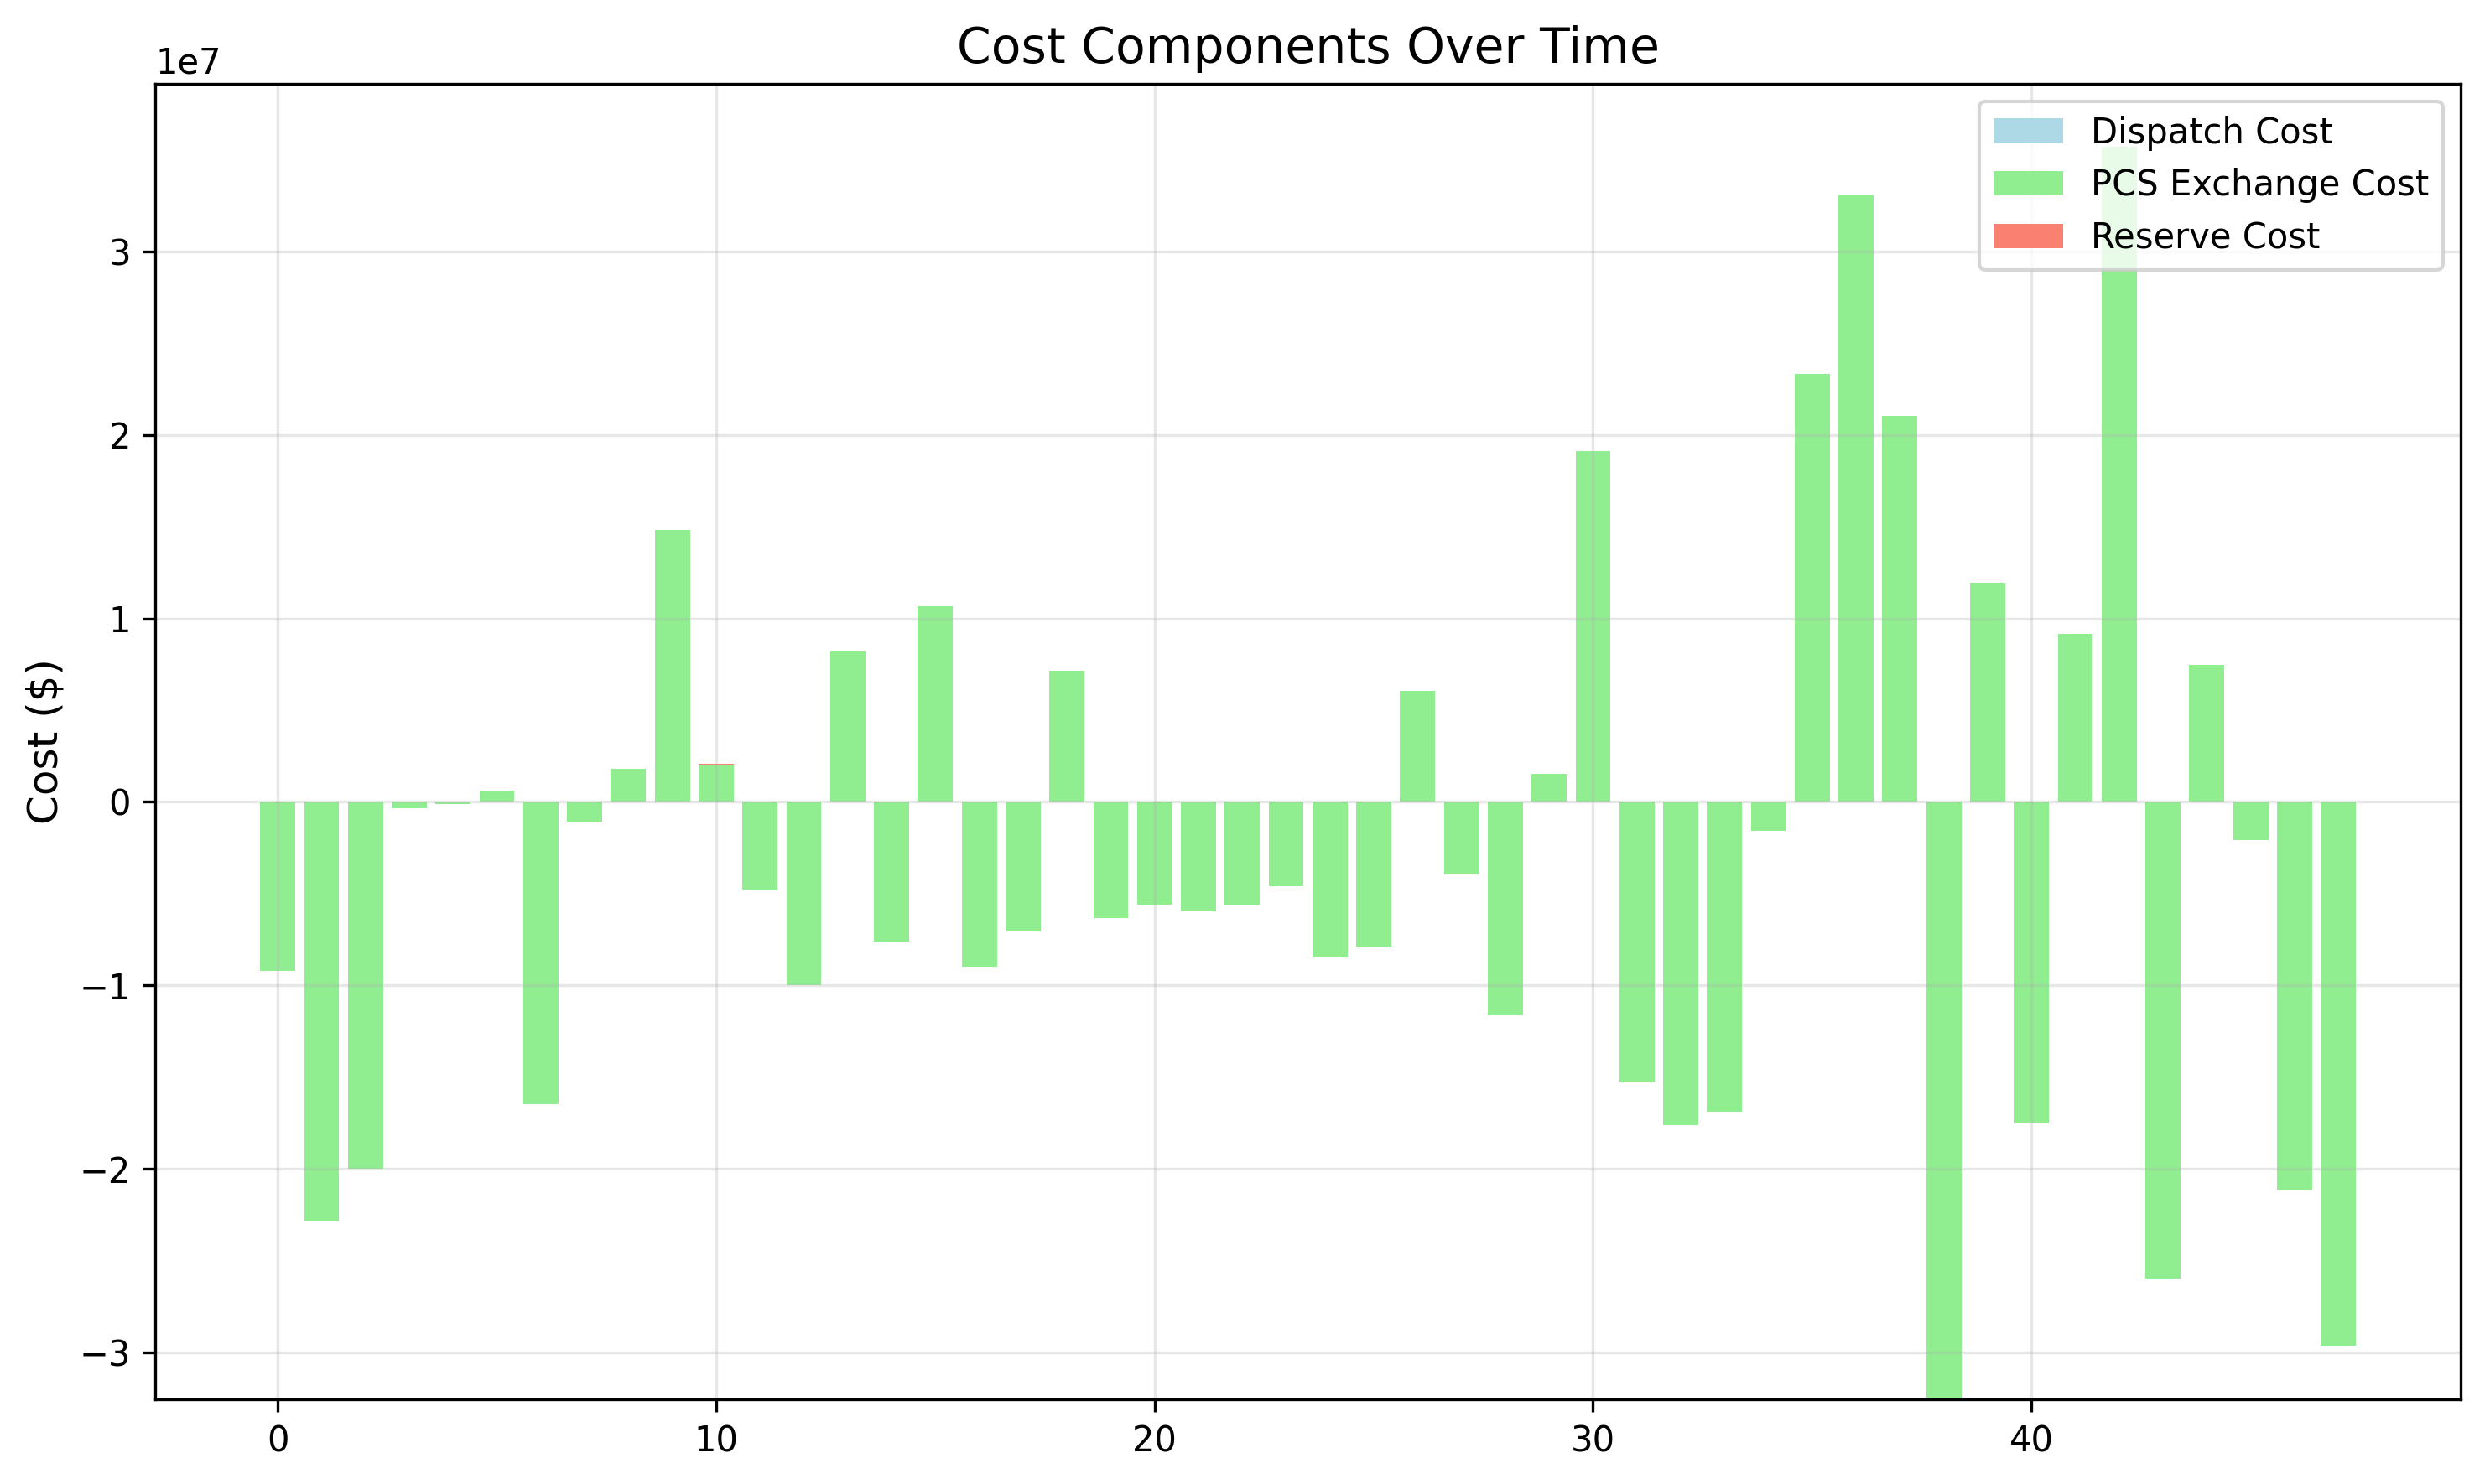 Cost Components Over Time
1e7
Dispatch Cost
PCS Exchange Cost
Reserve Cost
3
2
1
0
−1
−2
−3
Cost ($)
0 10 20 30 40